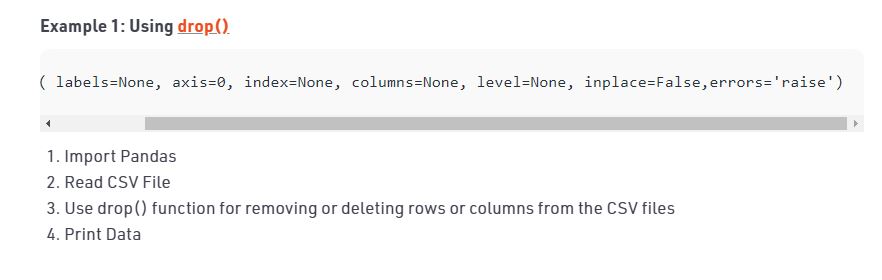 Example 1: Using drop()
( labels=None, axis=0, index=None, columns=None, level=None, inplace=False,errors='raise')
1. Import Pandas
2. Read CSV File
3. Use drop() function for removing or deleting rows or columns from the CSV files
4. Print Data